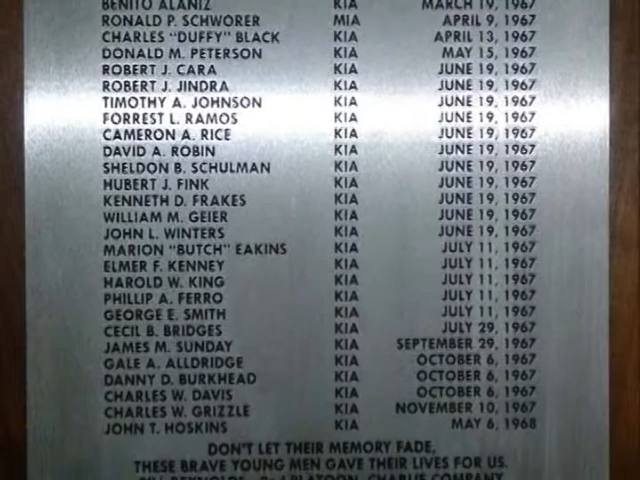 BENITO ALANIZ KIA MARCH 19, 1967
RONALD P. SCHWORER MIA APRIL 9, 1967
CHARLES "DUFFY" BLACK KIA APRIL 13, 1967
DONALD M. PETERSON KIA MAY 15, 1967
ROBERT J. CARA KIA JUNE 19, 1967
ROBERT J. JINDRA KIA JUNE 19, 1967
TIMOTHY A. JOHNSON KIA JUNE 19, 1967
FORREST L. RAMOS KIA JUNE 19, 1967
CAMERON A. RICE KIA JUNE 19, 1967
DAVID A. ROBIN KIA JUNE 19, 1967
SHELDON B. SCHULMAN KIA JUNE 19, 1967
HUBERT J. FINK KIA JUNE 19, 1967
KENNETH D. FRAKES KIA JUNE 19, 1967
WILLIAM M. GEIER KIA JUNE 19, 1967
JOHN L. WINTERS KIA JUNE 19, 1967
MARION "BUTCH" EAKINS KIA JULY 11, 1967
ELMER F. KENNEY KIA JULY 11, 1967
HAROLD W. KING KIA JULY 11, 1967
PHILLIP A. FERRO KIA JULY 11, 1967
GEORGE E. SMITH KIA JULY 11, 1967
CECIL B. BRIDGES KIA JULY 29, 1967
JAMES M. SUNDAY KIA SEPTEMBER 29, 1967
GALE A. ALLDRIDGE KIA OCTOBER 6, 1967
DANNY D. BURKHEAD KIA OCTOBER 6, 1967
CHARLES W. DAVIS KIA OCTOBER 6, 1967
CHARLES W. GRIZZLE KIA NOVEMBER 10, 1967
JOHN T. HOSKINS KIA MAY 6, 1968
DON'T LET THEIR MEMORY FADE,
THESE BRAVE YOUNG MEN GAVE THEIR LIVES FOR US.
PLATOON, CHARLIE COMPANY